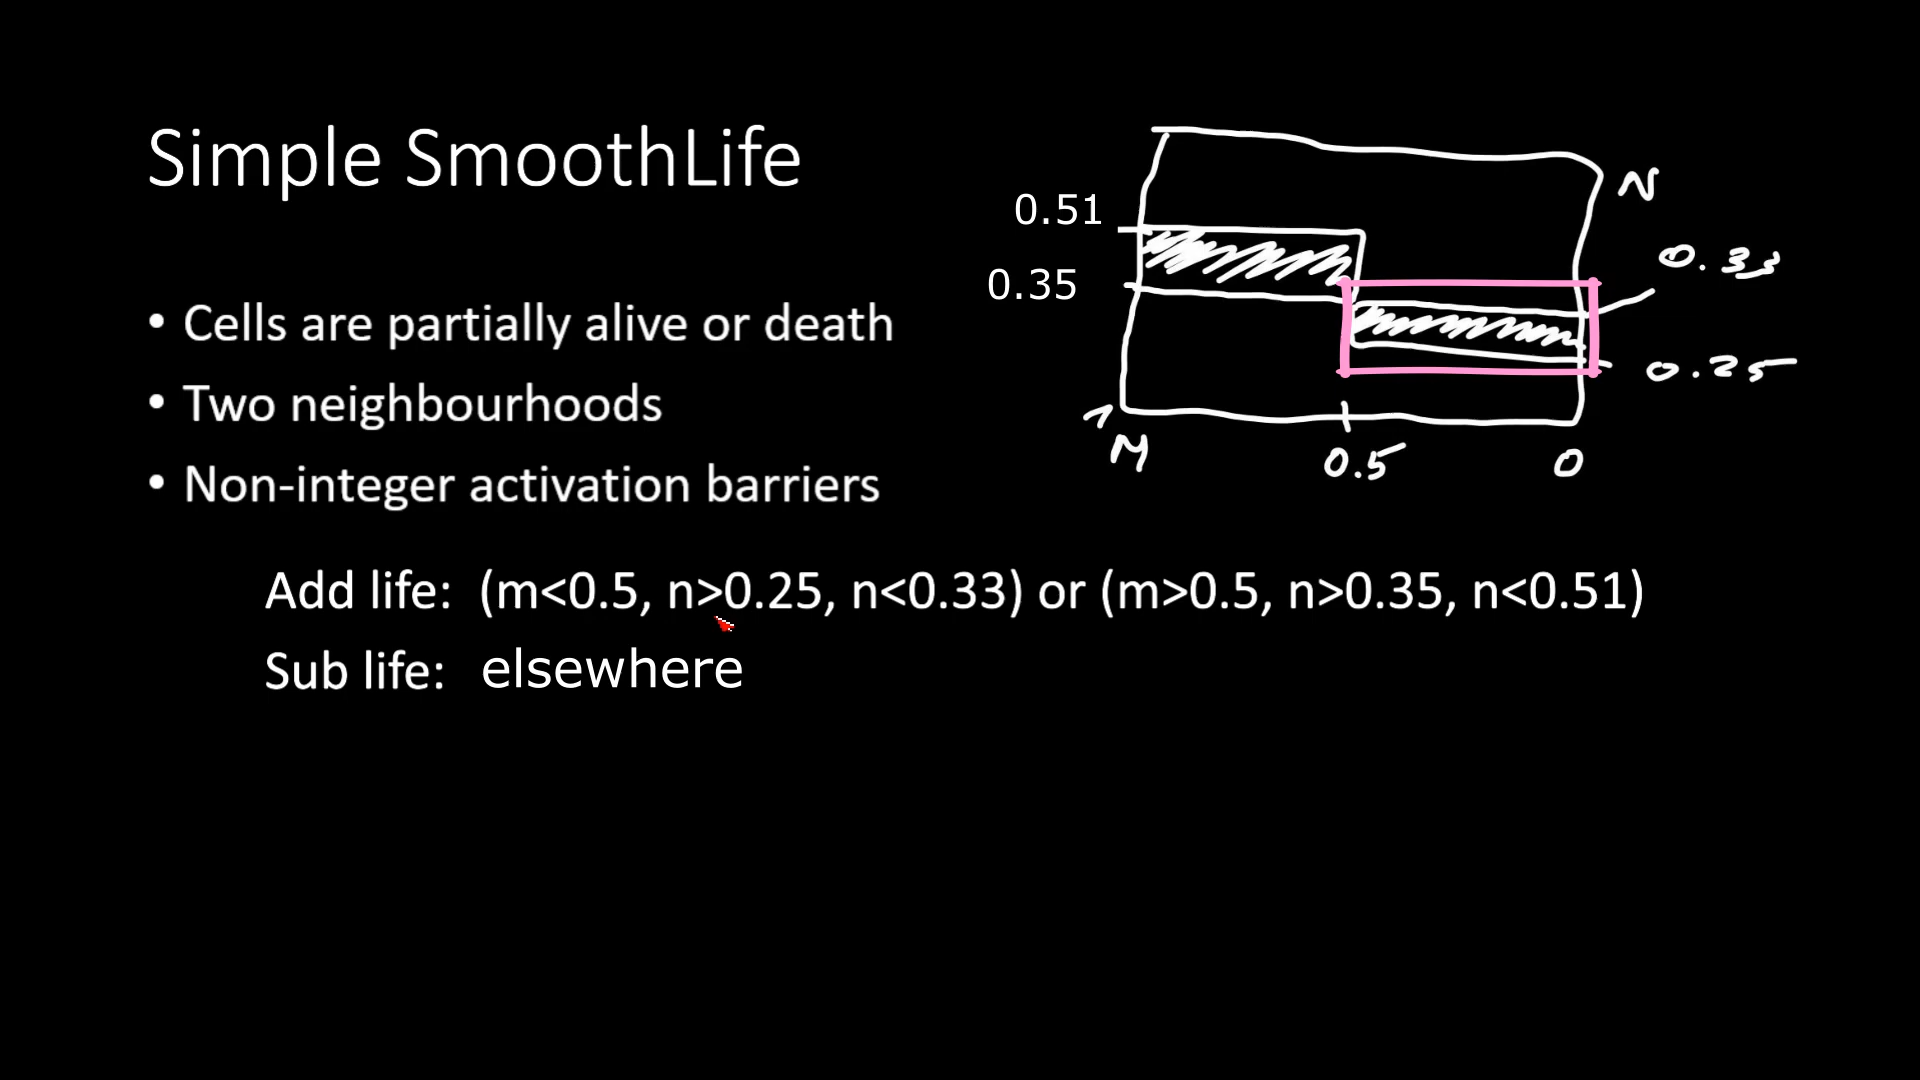 Simple SmoothLife
• Cells are partially alive or death
• Two neighbourhoods
• Non-integer activation barriers
Add life: (m<0.5, n>0.25, n<0.33) or (m>0.5, n>0.35, n<0.51)
Sub life: elsewhere
N
0.51
0.33
0.35
0.25
1
M
0.5
0